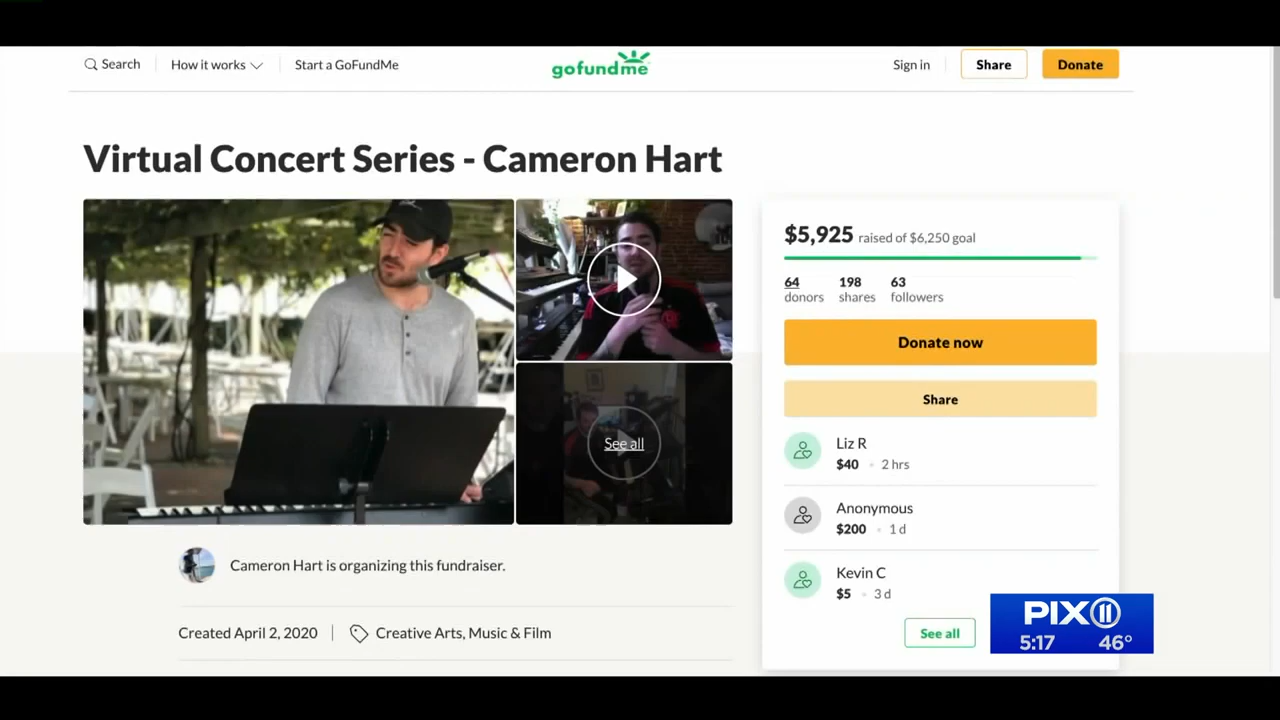 Search
How it works
Start a GoFundMe
gofundme
Sign in
Share
Donate
Virtual Concert Series - Cameron Hart
See all
$5,925 raised of $6,250 goal
64 198 63
donors shares followers
Donate now
Share
Liz R
$40 • 2 hrs
Anonymous
$200 • 1 d
Kevin C
$5 • 3 d
See all
Cameron Hart is organizing this fundraiser.
Created April 2, 2020 | Creative Arts, Music & Film
PIX11
5:17 46°